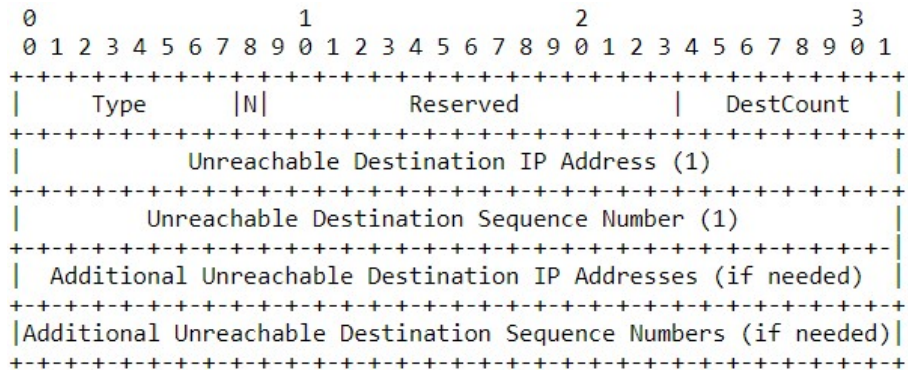 0                   1                   2                   3
 0 1 2 3 4 5 6 7 8 9 0 1 2 3 4 5 6 7 8 9 0 1 2 3 4 5 6 7 8 9 0 1
+-+-+-+-+-+-+-+-+-+-+-+-+-+-+-+-+-+-+-+-+-+-+-+-+-+-+-+-+-+-+-+-+
|     Type      |N|          Reserved           |   DestCount   |
+-+-+-+-+-+-+-+-+-+-+-+-+-+-+-+-+-+-+-+-+-+-+-+-+-+-+-+-+-+-+-+-+
|            Unreachable Destination IP Address (1)             |
+-+-+-+-+-+-+-+-+-+-+-+-+-+-+-+-+-+-+-+-+-+-+-+-+-+-+-+-+-+-+-+-+
|         Unreachable Destination Sequence Number (1)           |
+-+-+-+-+-+-+-+-+-+-+-+-+-+-+-+-+-+-+-+-+-+-+-+-+-+-+-+-+-+-+-+-|
|  Additional Unreachable Destination IP Addresses (if needed)  |
+-+-+-+-+-+-+-+-+-+-+-+-+-+-+-+-+-+-+-+-+-+-+-+-+-+-+-+-+-+-+-+-+
|Additional Unreachable Destination Sequence Numbers (if needed)|
+-+-+-+-+-+-+-+-+-+-+-+-+-+-+-+-+-+-+-+-+-+-+-+-+-+-+-+-+-+-+-+-+